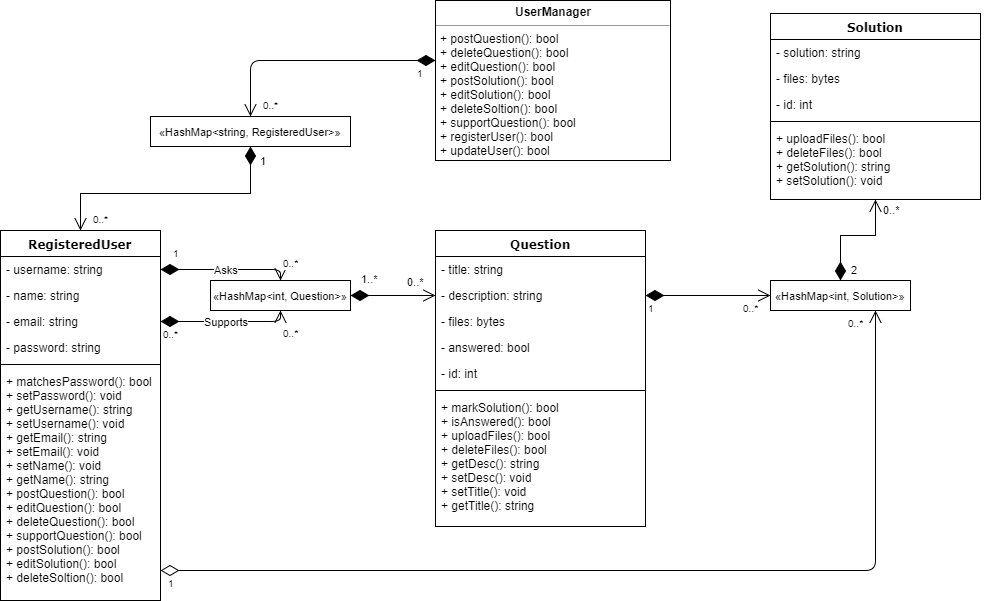 UserManager
+ postQuestion(): bool
+ deleteQuestion(): bool
+ editQuestion(): bool
+ postSolution(): bool
+ editSolution(): bool
+ deleteSoltion(): bool
+ supportQuestion(): bool
+ registerUser(): bool
+ updateUser(): bool
1
0..*
«HashMap<string, RegisteredUser>»
1
0..*
Solution
- solution: string
- files: bytes
- id: int
+ uploadFiles(): bool
+ deleteFiles(): bool
+ getSolution(): string
+ setSolution(): void
0..*
RegisteredUser
- username: string
- name: string
- email: string
- password: string
+ matchesPassword(): bool
+ setPassword(): void
+ getUsername(): string
+ setUsername(): void
+ getEmail(): string
+ setEmail(): void
+ setName(): void
+ getName(): string
+ postQuestion(): bool
+ editQuestion(): bool
+ deleteQuestion(): bool
+ supportQuestion(): bool
+ postSolution(): bool
+ editSolution(): bool
+ deleteSoltion(): bool
1
Asks
0..*
«HashMap<int, Question>»
0..*
Supports
0..*
1..*
0..*
Question
- title: string
- description: string
- files: bytes
- answered: bool
- id: int
+ markSolution(): bool
+ isAnswered(): bool
+ uploadFiles(): bool
+ deleteFiles(): bool
+ getDesc(): string
+ setDesc(): void
+ setTitle(): void
+ getTitle(): string
1
0..*
2
«HashMap<int, Solution>»
0..*
1